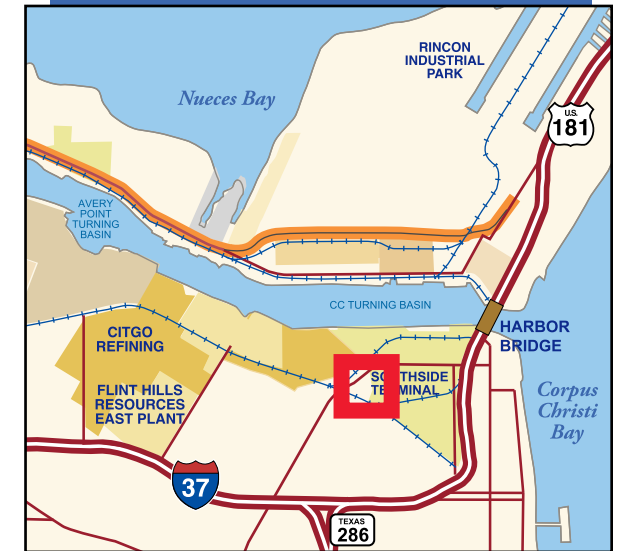 RINCON
INDUSTRIAL
PARK
Nueces Bay
U.S.
181
AVERY
POINT
TURNING
BASIN
CC TURNING BASIN
HARBOR
BRIDGE
CITGO
REFINING
SOUTHSIDE
TERMINAL
FLINT HILLS
RESOURCES
EAST PLANT
Corpus
Christi
Bay
37
TEXAS
286